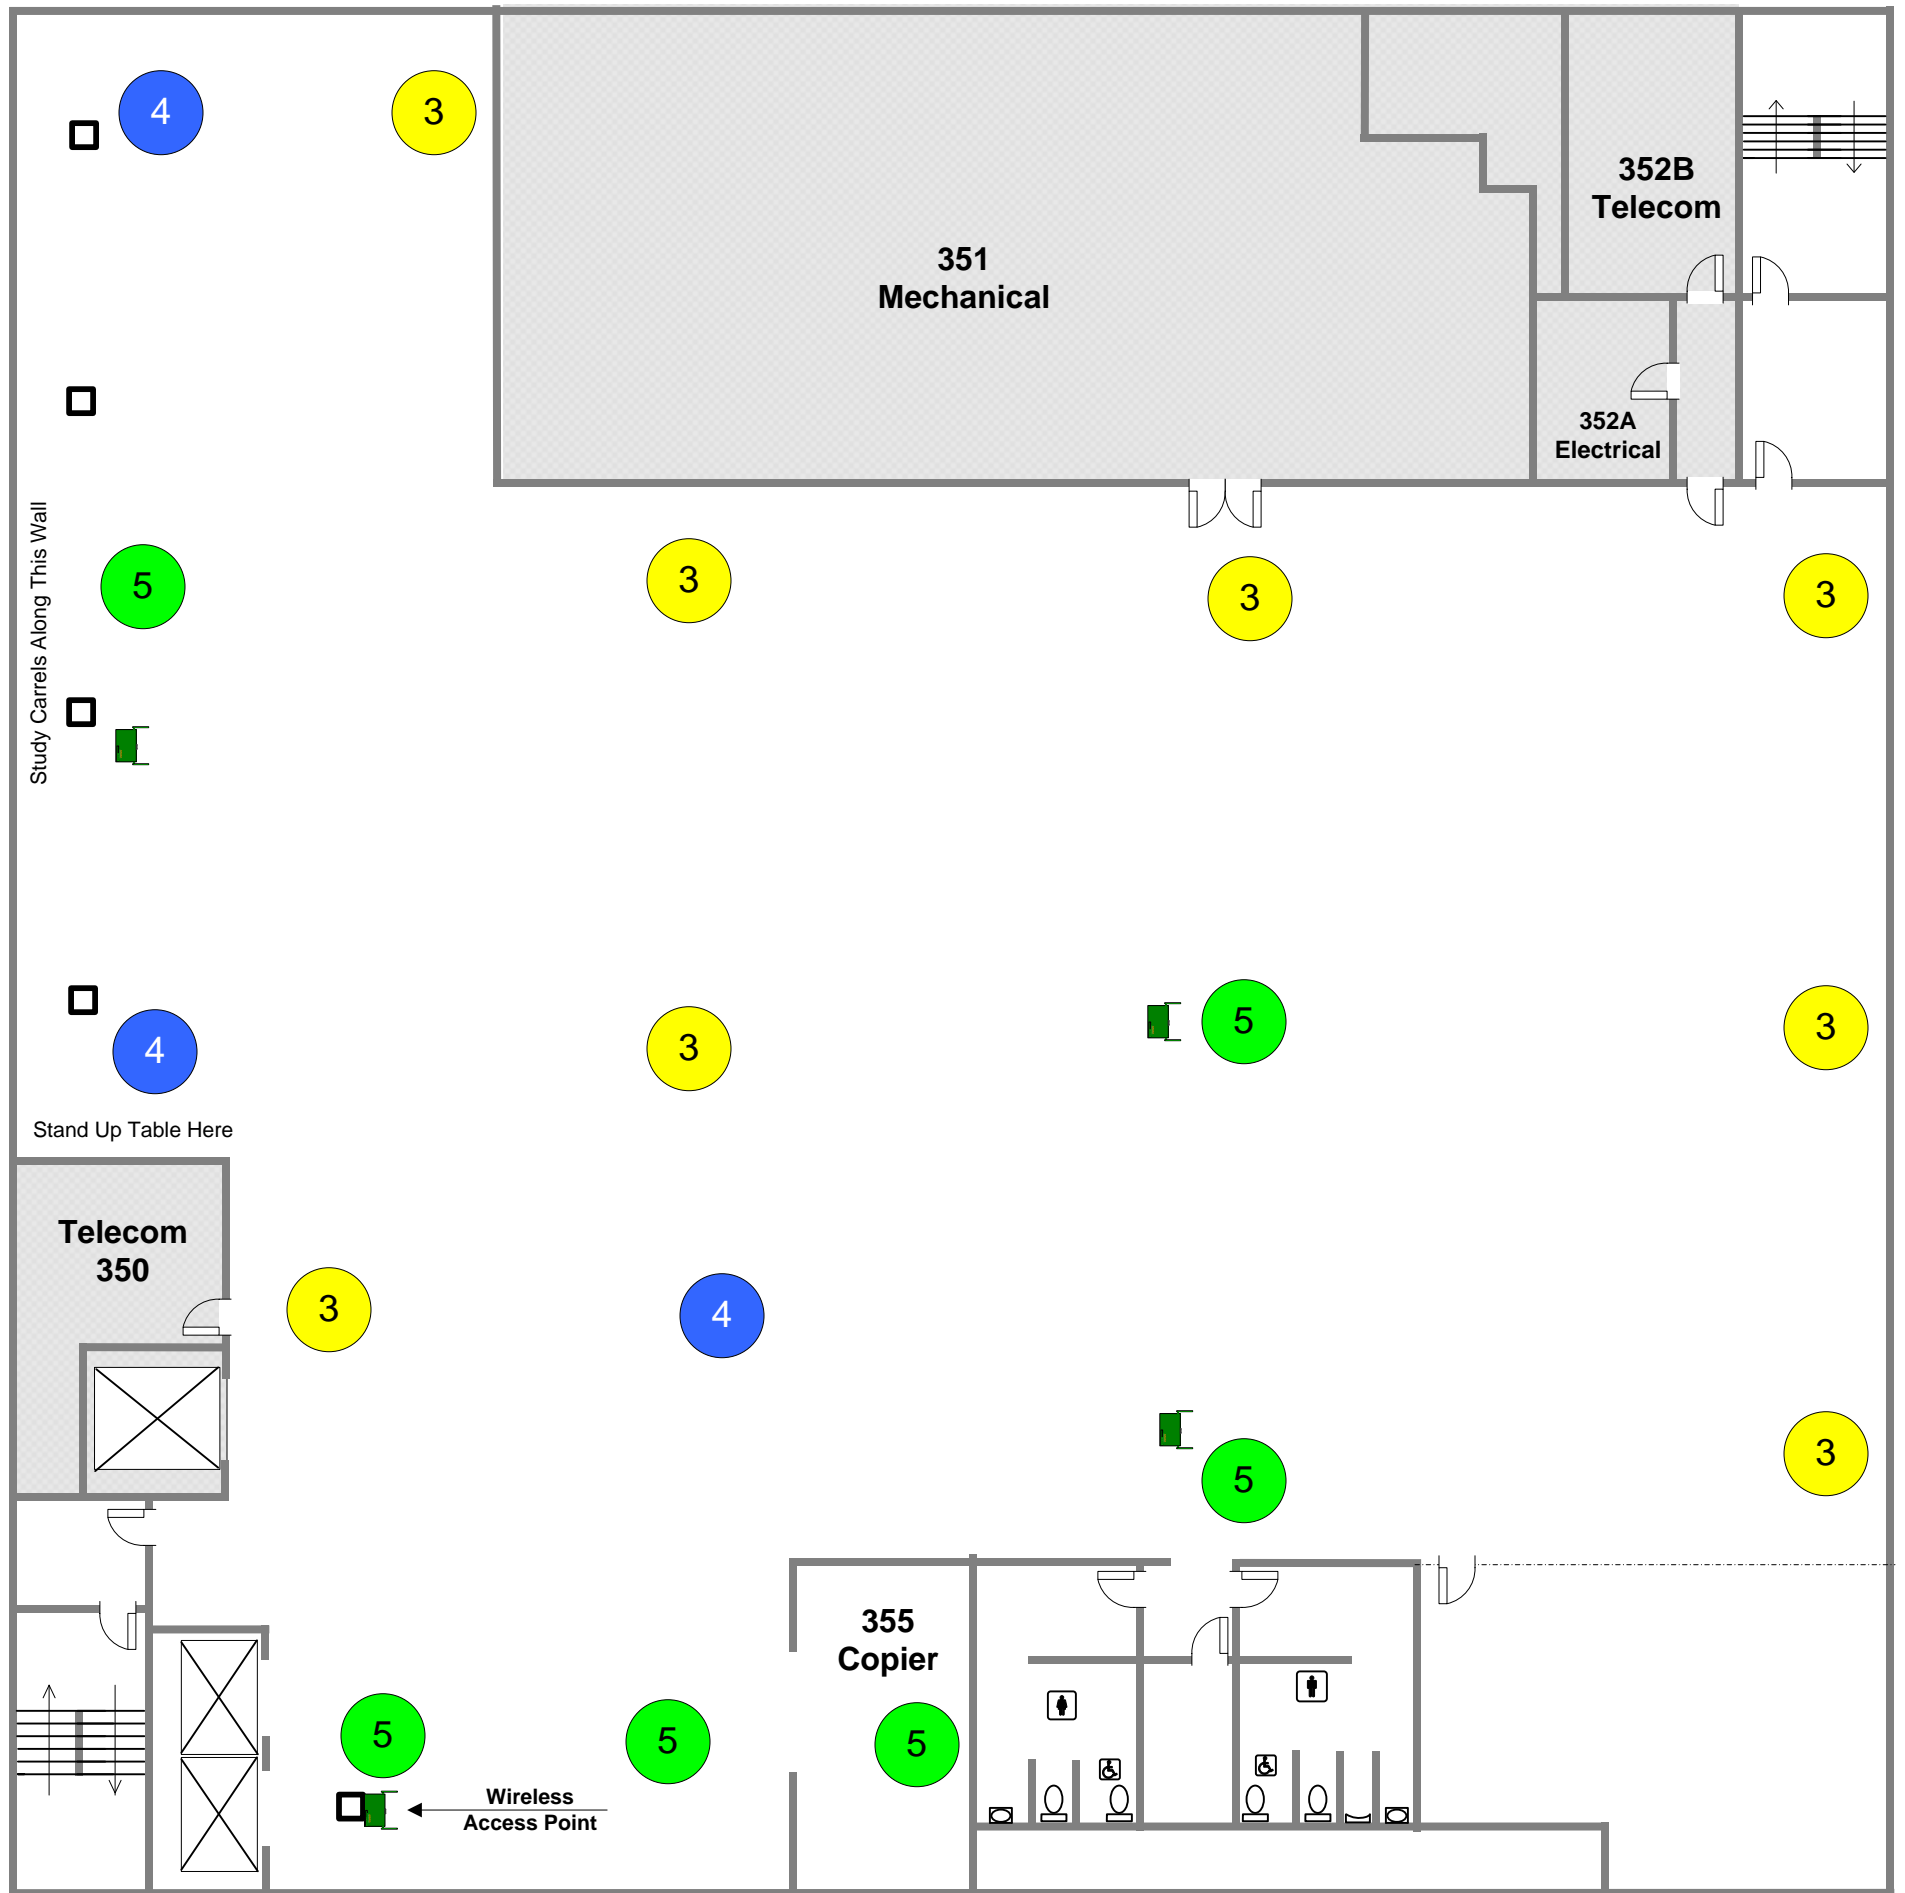 4
3
352B
Telecom
351
Mechanical
352A
Electrical
Study Carrels Along This Wall
5
3
3
3
5
3
4
3
Stand Up Table Here
Telecom
350
3
4
3
5
355
Copier
5
5
5
Wireless
Access Point